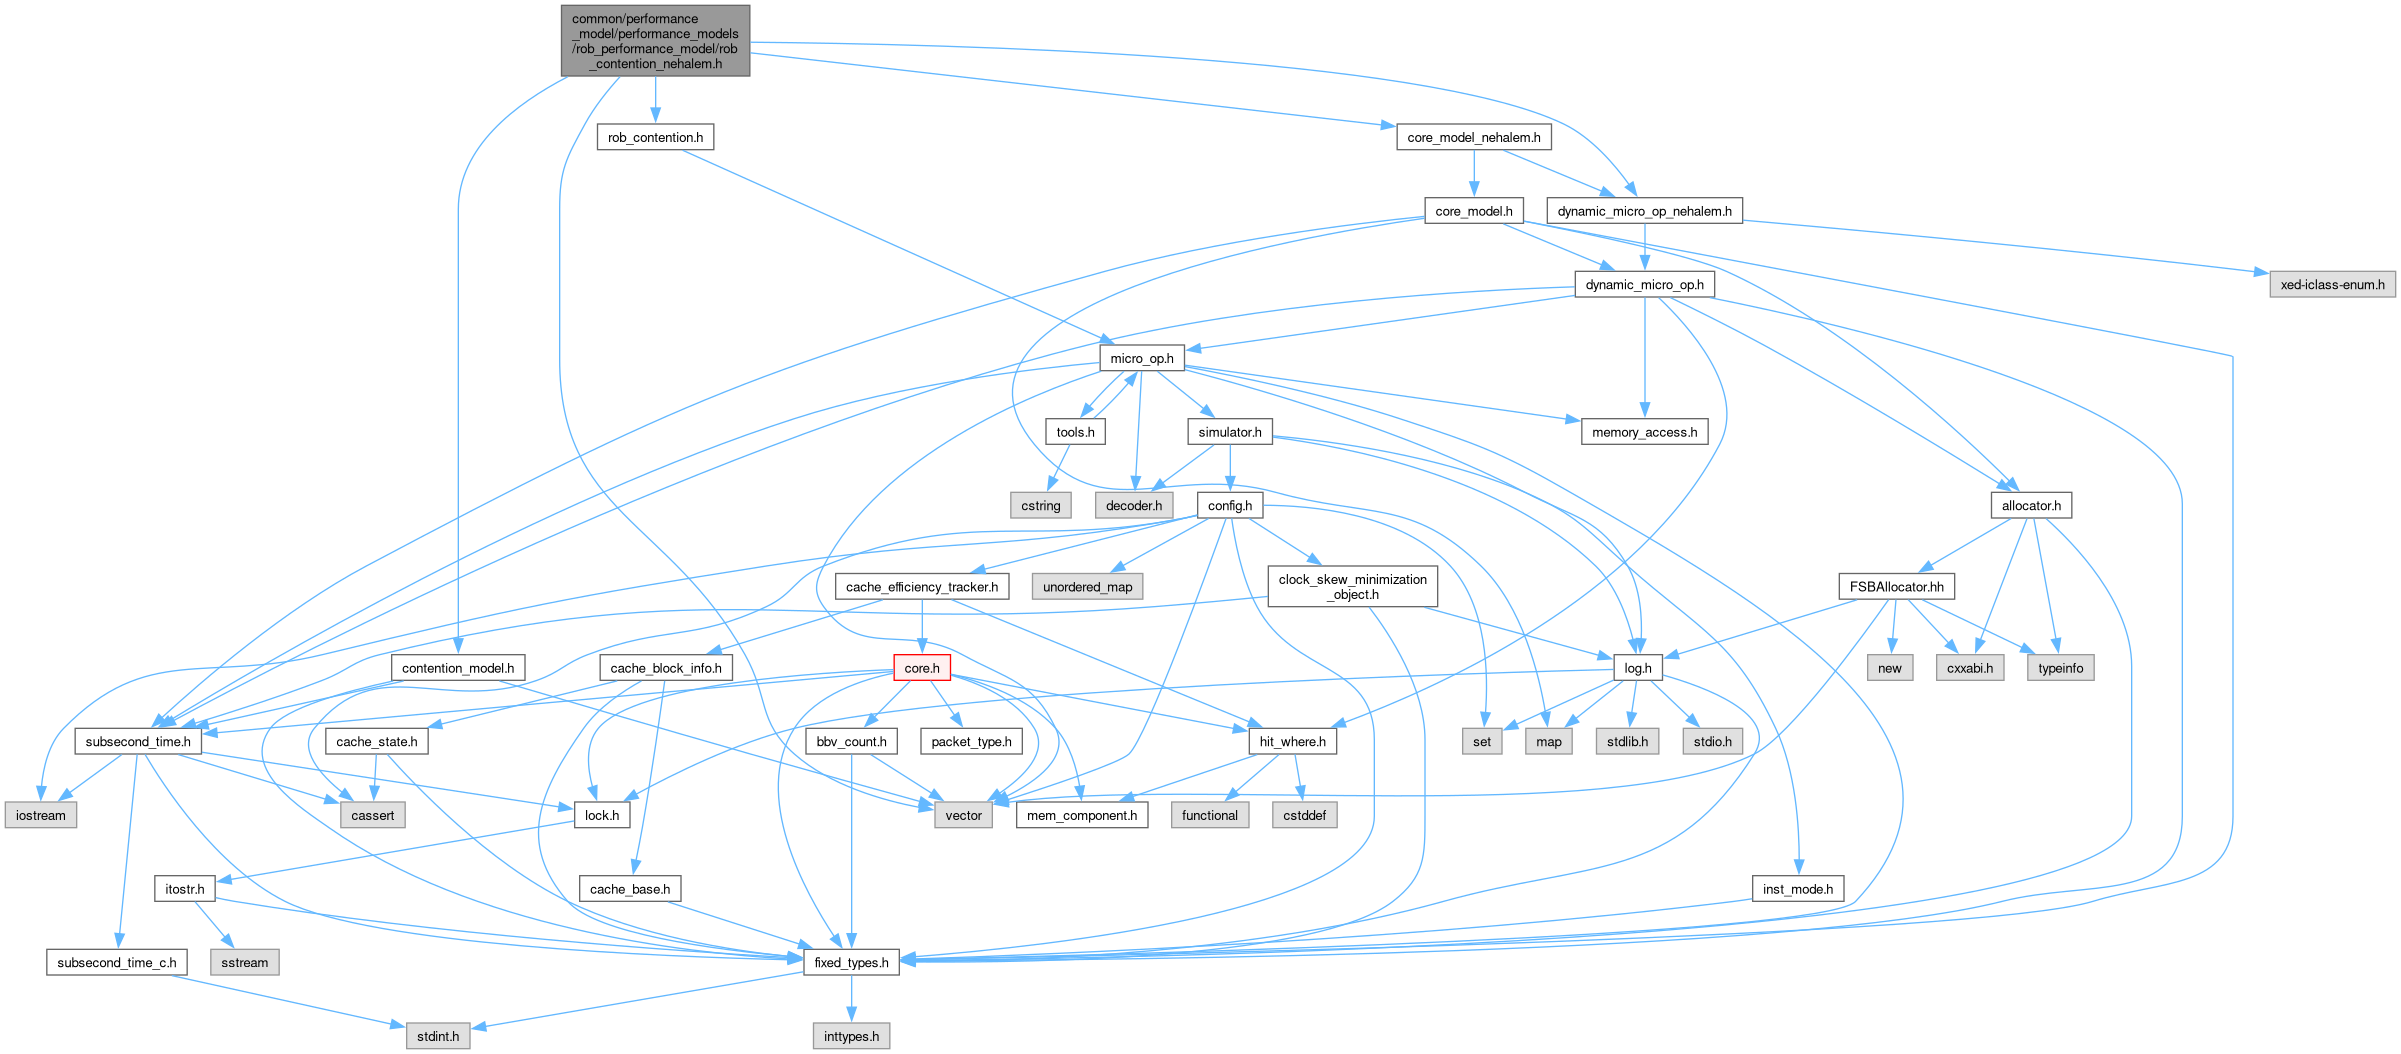 common/performance
_model/performance_models
/rob_performance_model/rob
_contention_nehalem.h
rob_contention.h
core_model_nehalem.h
core_model.h
dynamic_micro_op_nehalem.h
dynamic_micro_op.h
xed-iclass-enum.h
micro_op.h
tools.h
simulator.h
memory_access.h
cstring
decoder.h
config.h
allocator.h
cache_efficiency_tracker.h
unordered_map
clock_skew_minimization
_object.h
FSBAllocator.hh
contention_model.h
cache_block_info.h
core.h
log.h
new
cxxabi.h
typeinfo
subsecond_time.h
cache_state.h
bbv_count.h
packet_type.h
hit_where.h
set
map
stdlib.h
stdio.h
iostream
cassert
lock.h
vector
mem_component.h
functional
cstddef
itostr.h
cache_base.h
inst_mode.h
subsecond_time_c.h
sstream
fixed_types.h
stdint.h
inttypes.h